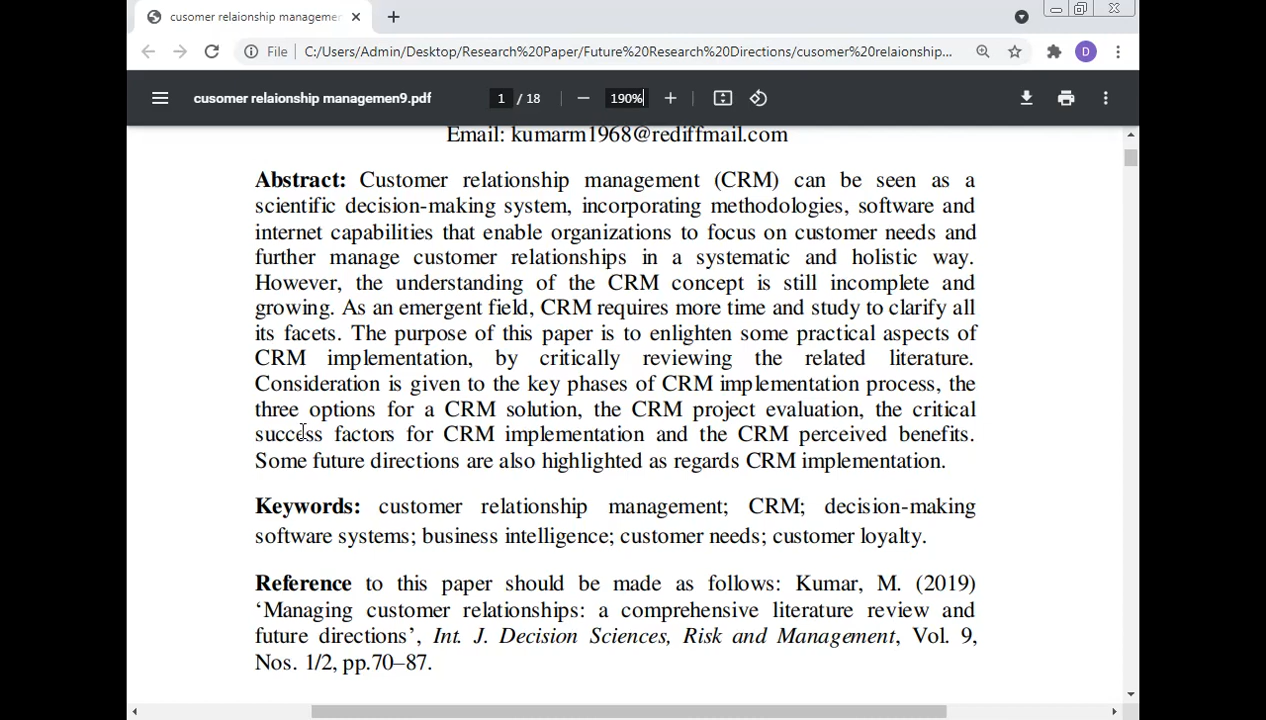 cusomer relaionship managemen
File
C:/Users/Admin/Desktop/Research%20Paper/Future%20Research%20Directions/cusomer%20relaionship...
D
cusomer relaionship managemen9.pdf
1 / 18
190%
Email: kumarm1968@rediffmail.com
Abstract: Customer relationship management (CRM) can be seen as a
scientific decision-making system, incorporating methodologies, software and
internet capabilities that enable organizations to focus on customer needs and
further manage customer relationships in a systematic and holistic way.
However, the understanding of the CRM concept is still incomplete and
growing. As an emergent field, CRM requires more time and study to clarify all
its facets. The purpose of this paper is to enlighten some practical aspects of
CRM implementation, by critically reviewing the related literature.
Consideration is given to the key phases of CRM implementation process, the
three options for a CRM solution, the CRM project evaluation, the critical
success factors for CRM implementation and the CRM perceived benefits.
Some future directions are also highlighted as regards CRM implementation.
Keywords: customer relationship management; CRM; decision-making
software systems; business intelligence; customer needs; customer loyalty.
Reference to this paper should be made as follows: Kumar, M. (2019)
‘Managing customer relationships: a comprehensive literature review and
future directions’, Int. J. Decision Sciences, Risk and Management, Vol. 9,
Nos. 1/2, pp.70–87.